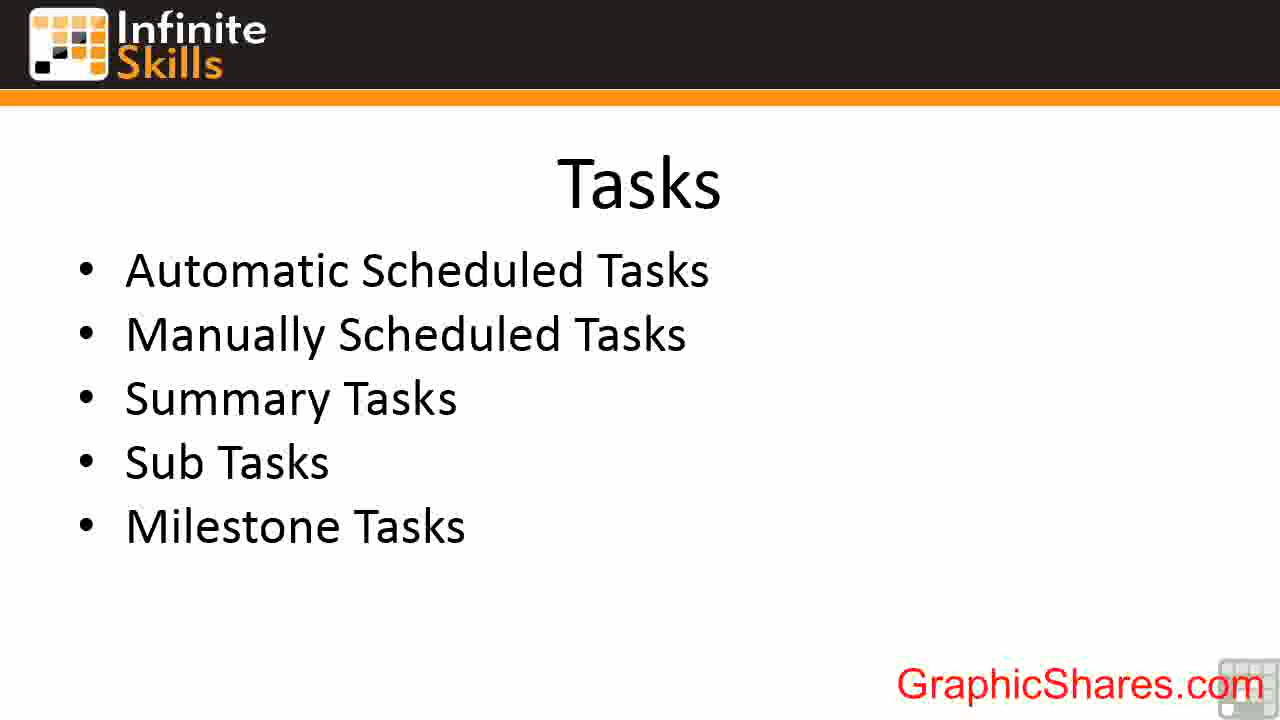 Infinite
Skills
Tasks
• Automatic Scheduled Tasks
• Manually Scheduled Tasks
• Summary Tasks
• Sub Tasks
• Milestone Tasks
GraphicShares.com